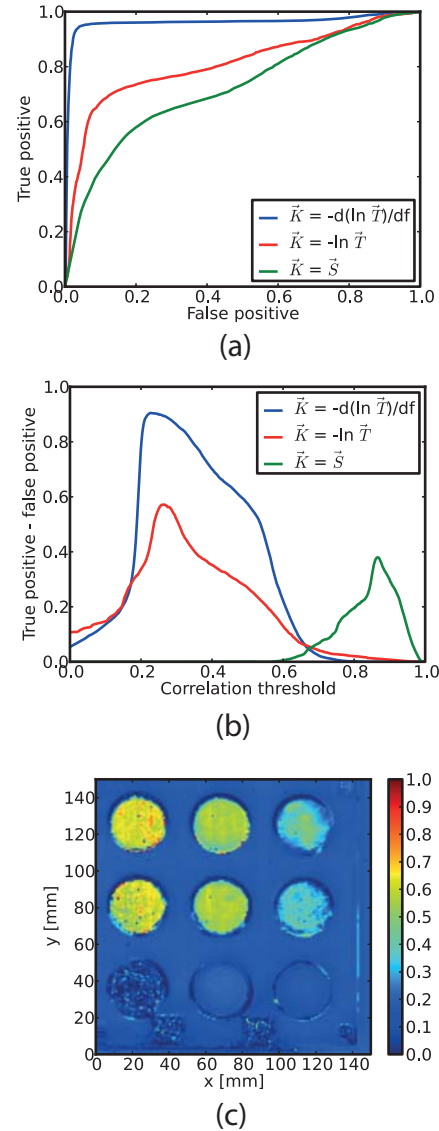 1.0
0.8
0.6
0.4
0.2
0.0
True positive
K⃗ = -d(ln T⃗)/df
K⃗ = -ln T⃗
K⃗ = S⃗
0.0 0.2 0.4 0.6 0.8 1.0
False positive
(a)
1.0
0.8
0.6
0.4
0.2
0.0
True positive - false positive
K⃗ = -d(ln T⃗)/df
K⃗ = -ln T⃗
K⃗ = S⃗
0.0 0.2 0.4 0.6 0.8 1.0
Correlation threshold
(b)
140
120
100
80
60
40
20
0
y [mm]
0 20 40 60 80 100 120 140
x [mm]
1.0
0.9
0.8
0.7
0.6
0.5
0.4
0.3
0.2
0.1
0.0
(c)